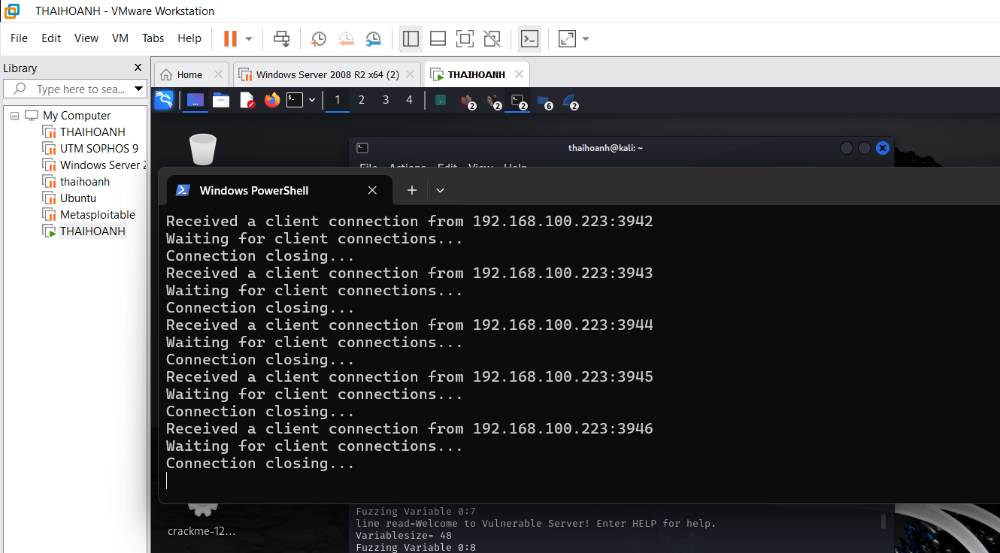 THAIHOANH - VMware Workstation
File Edit View VM Tabs Help
Library
Home
Windows Server 2008 R2 x64 (2)
THAIHOANH
Type here to sea...
1 2 3 4
2 2 2 6 2
My Computer
THAIHOANH
UTM SOPHOS 9
Windows Server 2
thaihoanh
Ubuntu
Metasploitable
THAIHOANH
thaihoanh@kali: ~
File Actions Edit View Help
Windows PowerShell
Received a client connection from 192.168.100.223:3942
Waiting for client connections...
Connection closing...
Received a client connection from 192.168.100.223:3943
Waiting for client connections...
Connection closing...
Received a client connection from 192.168.100.223:3944
Waiting for client connections...
Connection closing...
Received a client connection from 192.168.100.223:3945
Waiting for client connections...
Connection closing...
Received a client connection from 192.168.100.223:3946
Waiting for client connections...
Connection closing...
crackme-12...
Fuzzing Variable 0:7
line read=Welcome to Vulnerable Server! Enter HELP for help.
Variablesize= 48
Fuzzing Variable 0:8